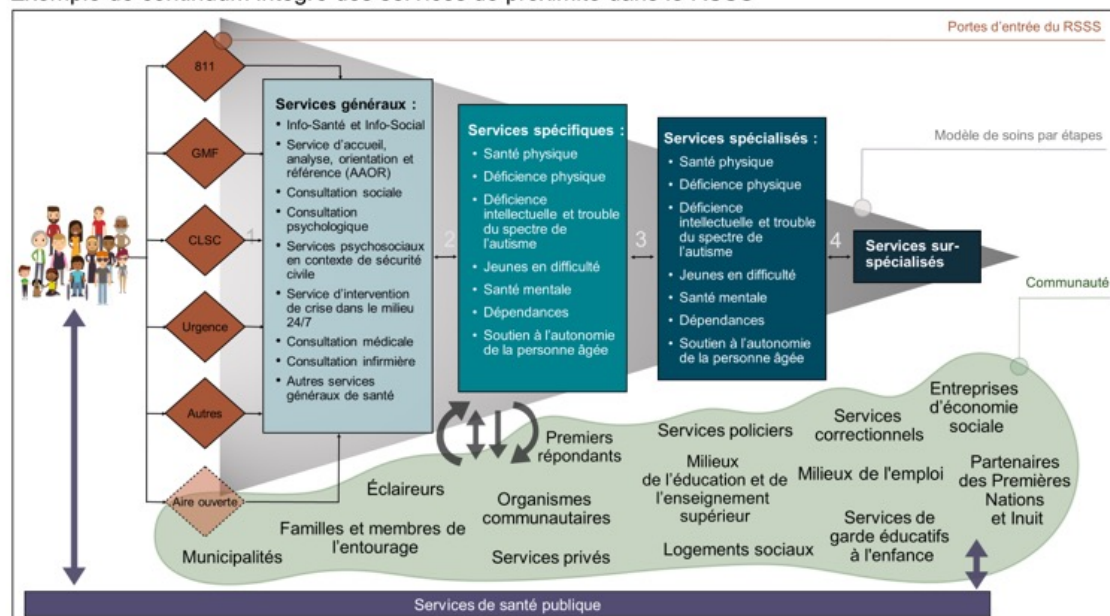 Exemple de continuum intégré des services de proximité dans le RSSS
Portes d'entrée du RSSS
811
GMF
CLSC
Urgence
Autres
Aire ouverte
1
Services généraux :
• Info-Santé et Info-Social
• Service d'accueil,
analyse, orientation et
référence (AAOR)
• Consultation sociale
• Consultation
psychologique
• Services psychosociaux
en contexte de sécurité
civile
• Service d'intervention
de crise dans le milieu
24/7
• Consultation médicale
• Consultation infirmière
• Autres services
généraux de santé
2
Services spécifiques :
• Santé physique
• Déficience physique
• Déficience
intellectuelle et trouble
du spectre de
l'autisme
• Jeunes en difficulté
• Santé mentale
• Dépendances
• Soutien à l'autonomie
de la personne âgée
3
Services spécialisés :
• Santé physique
• Déficience physique
• Déficience
intellectuelle et trouble
du spectre de
l'autisme
• Jeunes en difficulté
• Santé mentale
• Dépendances
• Soutien à l'autonomie
de la personne âgée
4
Services sur-
spécialisés
Modèle de soins par étapes
Communauté
Premiers
répondants
Services policiers
Services
correctionnels
Entreprises
d'économie
sociale
Éclaireurs
Organismes
communautaires
Milieux
de l'éducation et de
l'enseignement
supérieur
Milieux de l'emploi
Partenaires
des Premières
Nations
et Inuit
Municipalités
Familles et membres de
l'entourage
Services privés
Logements sociaux
Services de
garde éducatifs
à l'enfance
Services de santé publique